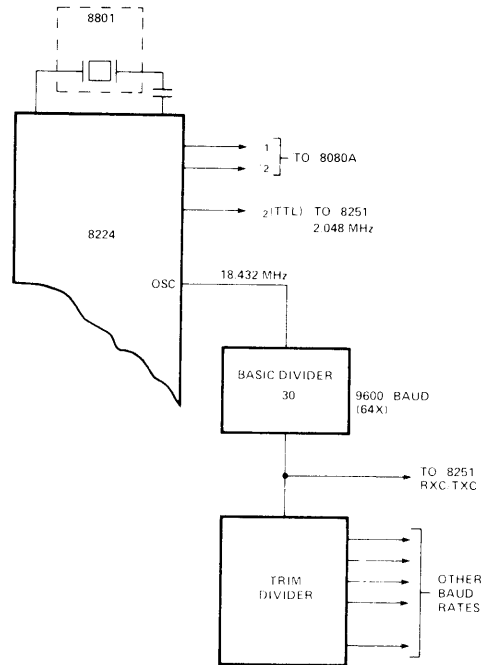 8801
1
2
TO 8080A
2(TTL) TO 8251
2.048 MHz
8224
OSC
18.432 MHz
BASIC DIVIDER
30
9600 BAUD
(64X)
TO 8251
RXC-TXC
TRIM
DIVIDER
OTHER
BAUD
RATES